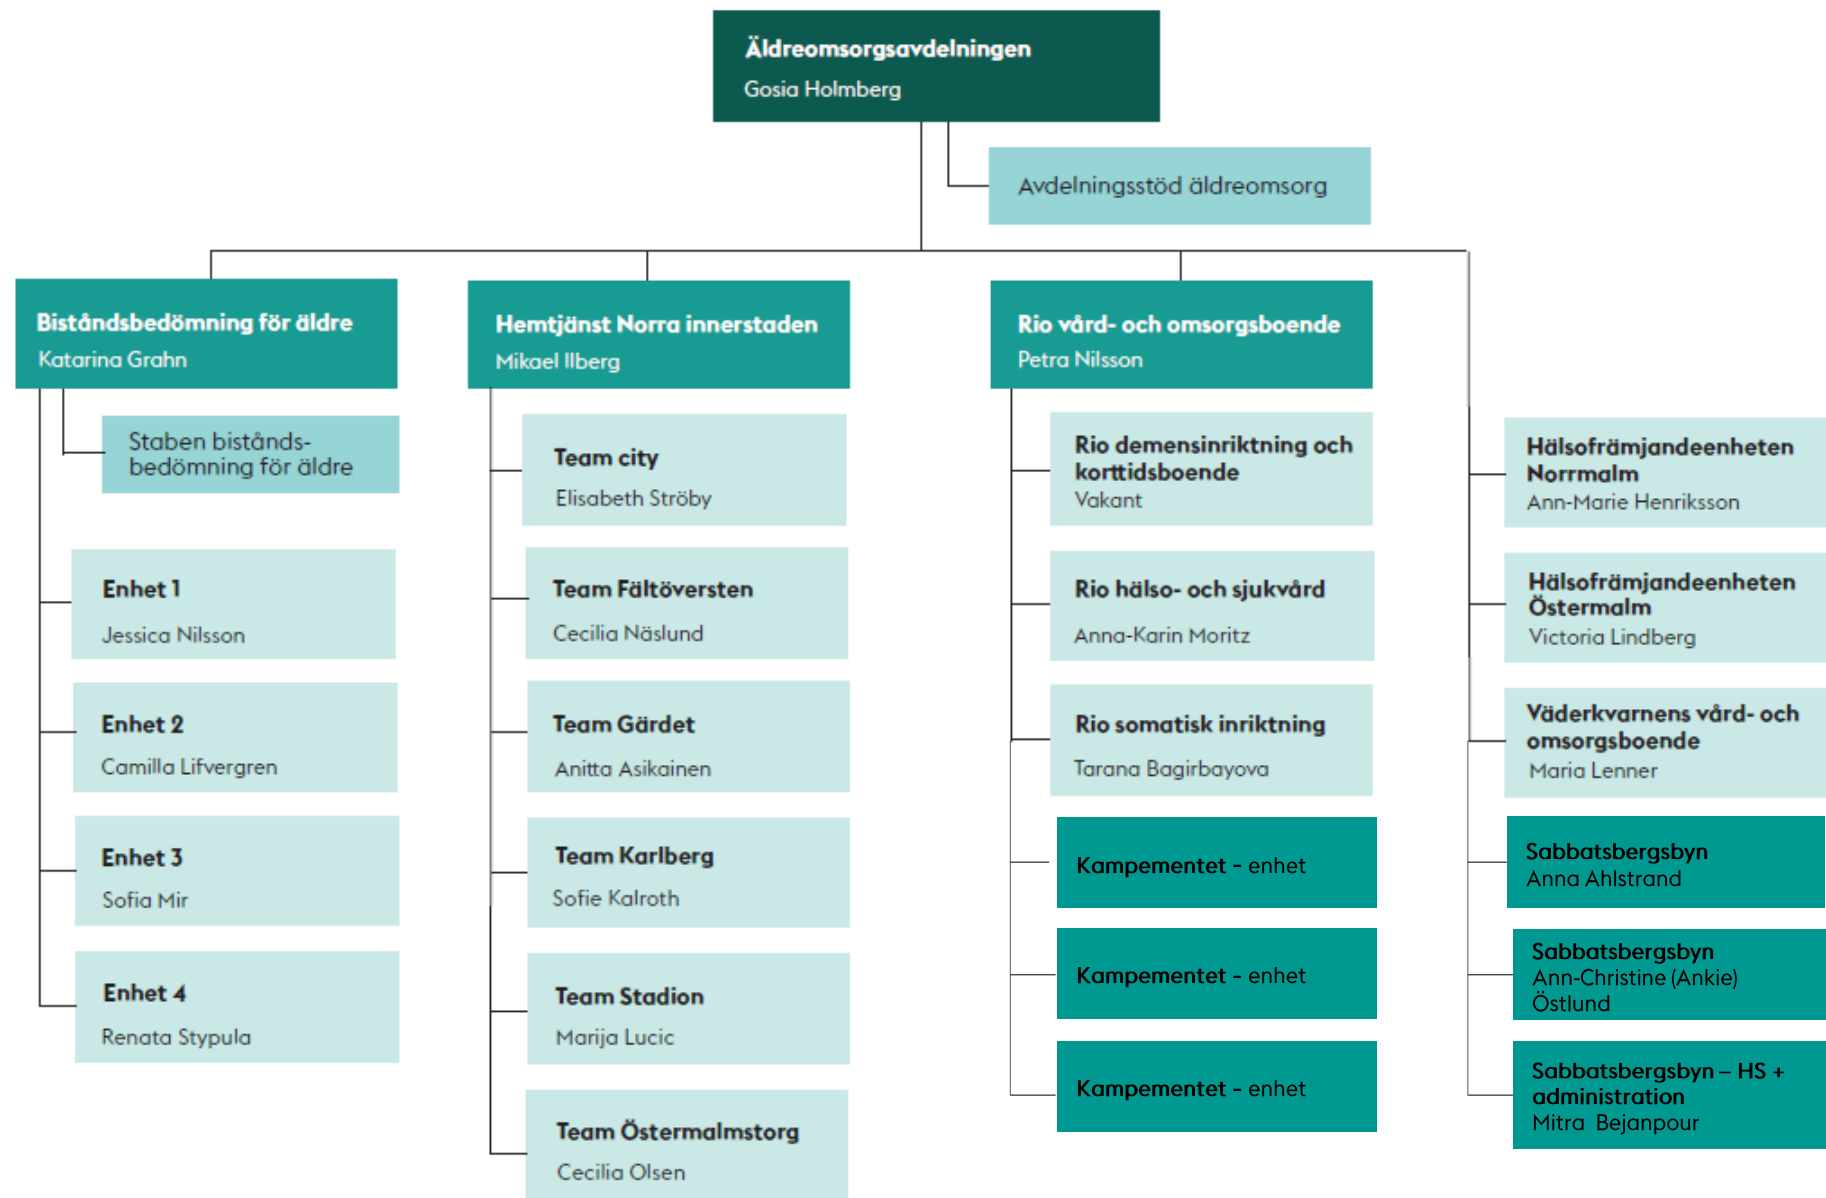 Äldreomsorgsavdelningen
Gosia Holmberg
Avdelningsstöd äldreomsorg
Biståndsbedömning för äldre
Katarina Grahn
Staben bistånds-
bedömning för äldre
Enhet 1
Jessica Nilsson
Enhet 2
Camilla Lifvergren
Enhet 3
Sofia Mir
Enhet 4
Renata Stypula
Hemtjänst Norra innerstaden
Mikael Ilberg
Team city
Elisabeth Ströby
Team Fältöversten
Cecilia Näslund
Team Gärdet
Anitta Asikainen
Team Karlberg
Sofie Kalroth
Team Stadion
Marija Lucic
Team Östermalmstorg
Cecilia Olsen
Rio vård- och omsorgsboende
Petra Nilsson
Rio demensinriktning och
korttidsboende
Vakant
Rio hälso- och sjukvård
Anna-Karin Moritz
Rio somatisk inriktning
Tarana Bagirbayova
Kampementet - enhet
Kampementet - enhet
Kampementet - enhet
Hälsofrämjandeenheten
Norrmalm
Ann-Marie Henriksson
Hälsofrämjandeenheten
Östermalm
Victoria Lindberg
Väderkvarnens vård- och
omsorgsboende
Maria Lenner
Sabbatsbergsbyn
Anna Ahlstrand
Sabbatsbergsbyn
Ann-Christine (Ankie)
Östlund
Sabbatsbergsbyn – HS +
administration
Mitra Bejanpour